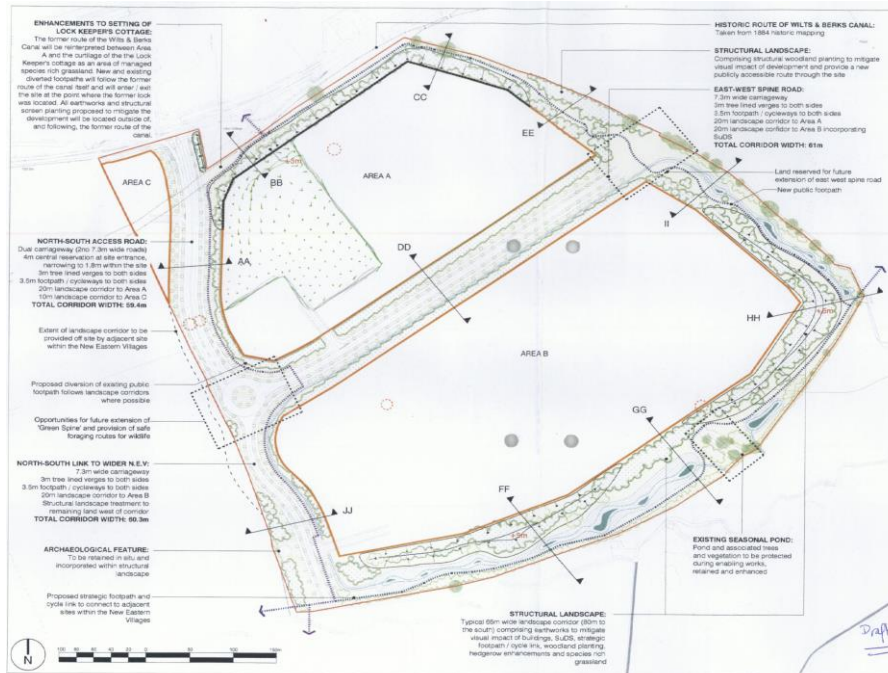 ENHANCEMENTS TO SETTING OF
LOCK KEEPER'S COTTAGE:
The former route of the Wilts & Berks
Canal will be reinterpreted between Area
A and the curtilage of the the Lock
Keeper's cottage as an area of managed
species rich grassland. New and existing
diverted footpaths will follow the former
route of the canal itself and will enter / exit
the site at the point where the former lock
was located. All earthworks and structural
screen planting proposed to mitigate the
development will be located outside of,
and following, the former route of the
canal.
AREA C
NORTH-SOUTH ACCESS ROAD:
Dual carriageway (2no 7.3m wide roads)
4m central reservation at site entrance,
narrowing to 1.8m within the site
3m tree lined verges to both sides
3.5m footpath / cycleways to both sides
20m landscape corridor to Area A
10m landscape corridor to Area C
TOTAL CORRIDOR WIDTH: 59.4m
Extent of landscape corridor to be
provided off site by adjacent site
within the New Eastern Villages
Proposed diversion of existing public
footpath follows landscape corridors
where possible
Opportunities for future extension of
'Green Spine' and provision of safe
foraging routes for wildlife
NORTH-SOUTH LINK TO WIDER N.E.V:
7.3m wide carriageway
3m tree lined verges to both sides
3.5m footpath / cycleways to both sides
20m landscape corridor to Area B
Structural landscape treatment to
remaining land west of corridor
TOTAL CORRIDOR WIDTH: 60.3m
ARCHAEOLOGICAL FEATURE:
To be retained in situ and
incorporated within structural
landscape
Proposed strategic footpath and
cycle link to connect to adjacent
sites within the New Eastern
Villages
N
CC
EE
BB
AREA A
AA
DD
II
HH
AREA B
GG
FF
JJ
HISTORIC ROUTE OF WILTS & BERKS CANAL:
Taken from 1884 historic mapping
STRUCTURAL LANDSCAPE:
Comprising structural woodland planting to mitigate
visual impact of development and provide a new
publicly accessible route through the site
EAST-WEST SPINE ROAD:
7.3m wide carriageway
3m tree lined verges to both sides
3.5m footpath / cycleways to both sides
20m landscape corridor to Area A
20m landscape corridor to Area B incorporating
SuDS
TOTAL CORRIDOR WIDTH: 61m
Land reserved for future
extension of east west spine road
New public footpath
EXISTING SEASONAL POND:
Pond and associated trees
and vegetation to be protected
during enabling works,
retained and enhanced
STRUCTURAL LANDSCAPE:
Typical 65m wide landscape corridor (80m to
the south) comprising earthworks to mitigate
visual impact of buildings, SuDS, strategic
footpath / cycle link, woodland planting,
hedgerow enhancements and species rich
grassland
Draft